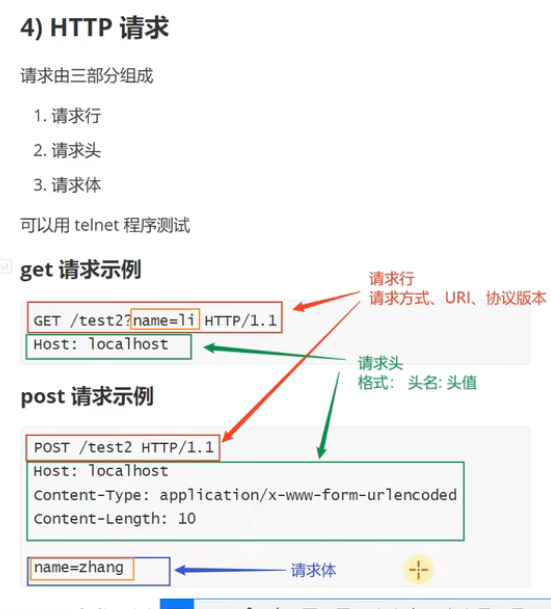 4) HTTP 请求
请求由三部分组成
1. 请求行
2. 请求头
3. 请求体
可以用 telnet 程序测试
get 请求示例
请求行
请求方式、URI、协议版本
GET /test2?name=li HTTP/1.1
Host: localhost
请求头
格式： 头名: 头值
post 请求示例
POST /test2 HTTP/1.1
Host: localhost
Content-Type: application/x-www-form-urlencoded
Content-Length: 10
name=zhang
请求体